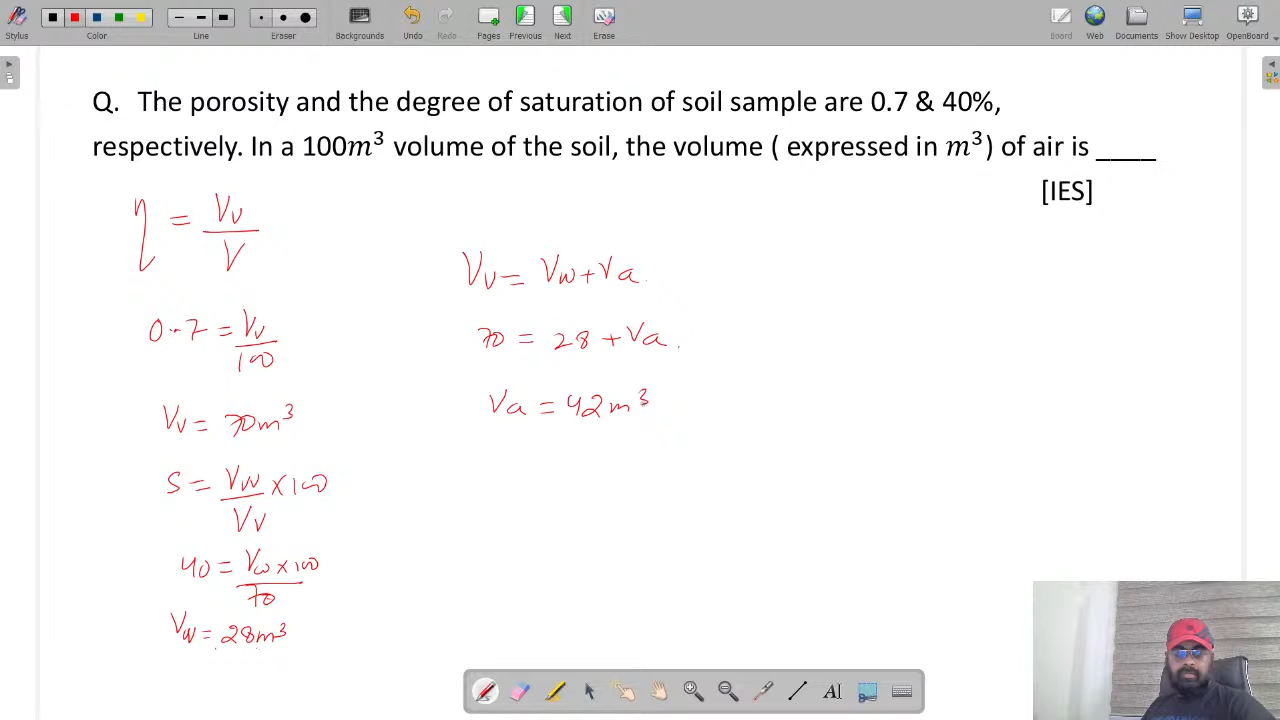 Stylus Color Line Eraser Backgrounds Undo Redo Pages Previous Next Erase Board Web Documents Show Desktop OpenBoard
Q. The porosity and the degree of saturation of soil sample are 0.7 & 40%,
respectively. In a 100m³ volume of the soil, the volume ( expressed in m³) of air is ____
[IES]
η = Vv / V
0.7 = Vv / 100
Vv = 70m³
S = Vw / Vv × 100
40 = Vw × 100 / 70
Vw = 28m³
Vv = Vw + Va.
70 = 28 + Va.
Va = 42m³